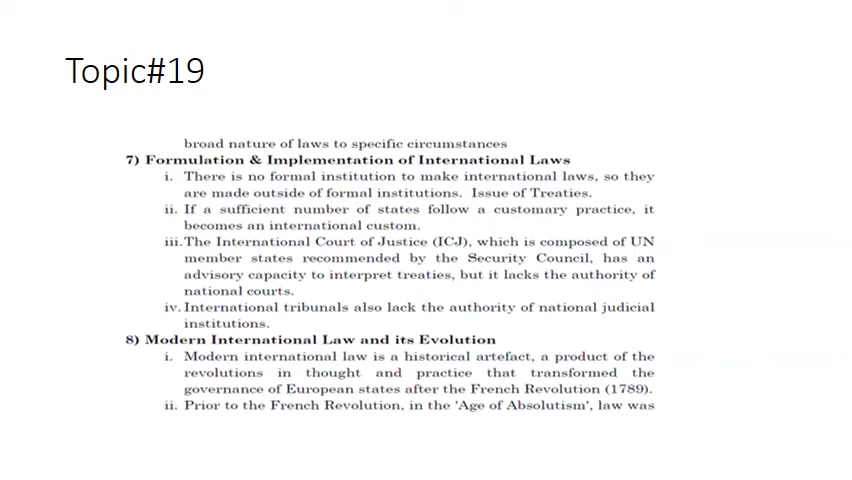 Topic#19
broad nature of laws to specific circumstances
7) Formulation & Implementation of International Laws
i. There is no formal institution to make international laws, so they
are made outside of formal institutions. Issue of Treaties.
ii. If a sufficient number of states follow a customary practice, it
becomes an international custom.
iii. The International Court of Justice (ICJ), which is composed of UN
member states recommended by the Security Council, has an
advisory capacity to interpret treaties, but it lacks the authority of
national courts.
iv. International tribunals also lack the authority of national judicial
institutions.
8) Modern International Law and its Evolution
i. Modern international law is a historical artefact, a product of the
revolutions in thought and practice that transformed the
governance of European states after the French Revolution (1789).
ii. Prior to the French Revolution, in the 'Age of Absolutism', law was